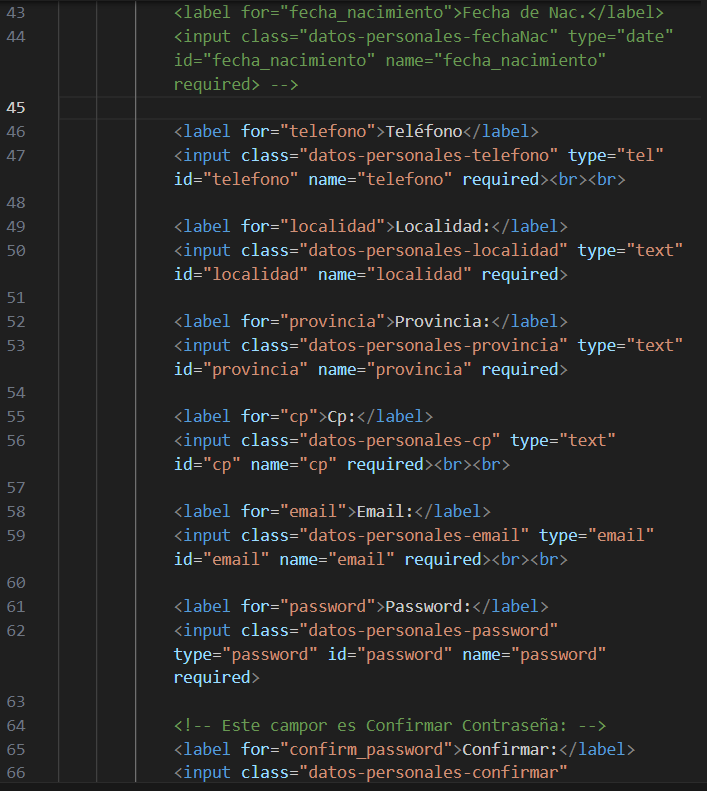 43 <label for="fecha_nacimiento">Fecha de Nac.</label>
44 <input class="datos-personales-fechaNac" type="date"
id="fecha_nacimiento" name="fecha_nacimiento"
required> -->
45
46 <label for="telefono">Teléfono</label>
47 <input class="datos-personales-telefono" type="tel"
id="telefono" name="telefono" required><br><br>
48
49 <label for="localidad">Localidad:</label>
50 <input class="datos-personales-localidad" type="text"
id="localidad" name="localidad" required>
51
52 <label for="provincia">Provincia:</label>
53 <input class="datos-personales-provincia" type="text"
id="provincia" name="provincia" required>
54
55 <label for="cp">Cp:</label>
56 <input class="datos-personales-cp" type="text"
id="cp" name="cp" required><br><br>
57
58 <label for="email">Email:</label>
59 <input class="datos-personales-email" type="email"
id="email" name="email" required><br><br>
60
61 <label for="password">Password:</label>
62 <input class="datos-personales-password"
type="password" id="password" name="password"
required>
63
64 <!-- Este campor es Confirmar Contraseña: -->
65 <label for="confirm_password">Confirmar:</label>
66 <input class="datos-personales-confirmar"